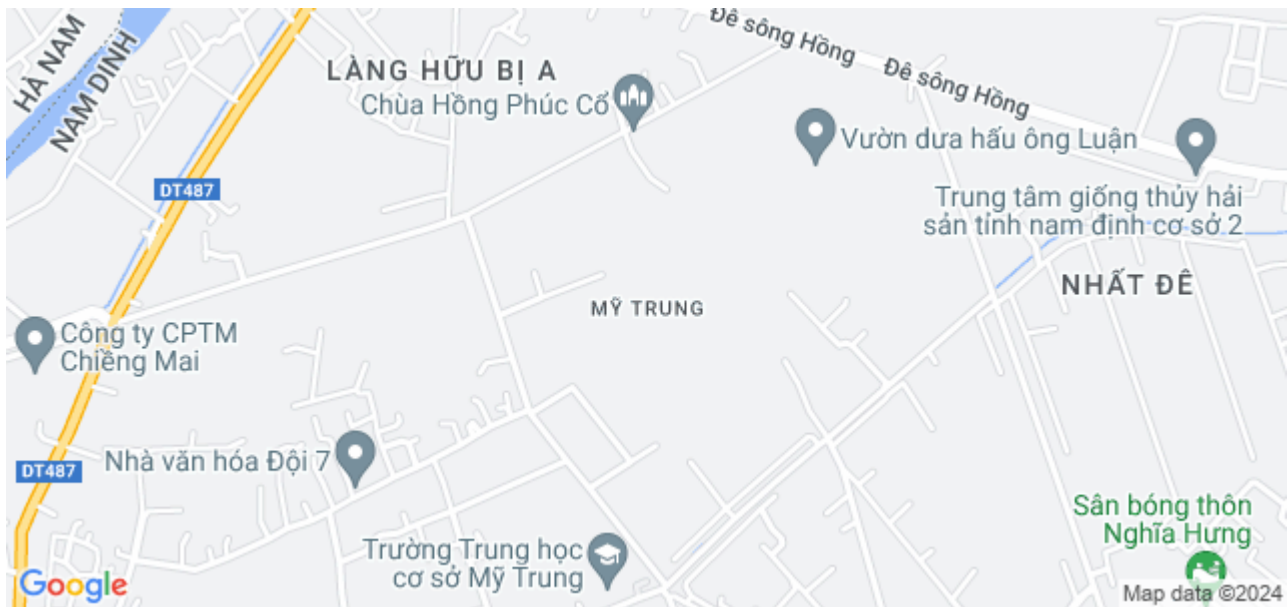 HÀ NAM
NAM DINH
LÀNG HỮU BỊ A
Chùa Hồng Phúc Cổ
Đê sông Hồng
Đê sông Hồng
Vườn dưa hấu ông Luận
DT487
Trung tâm giống thủy hải
sản tỉnh nam định cơ sở 2
NHẤT ĐÊ
MỸ TRUNG
Công ty CPTM
Chiềng Mai
Nhà văn hóa Đội 7
DT487
Sân bóng thôn
Nghĩa Hưng
Trường Trung học
cơ sở Mỹ Trung
Google
Map data ©2024